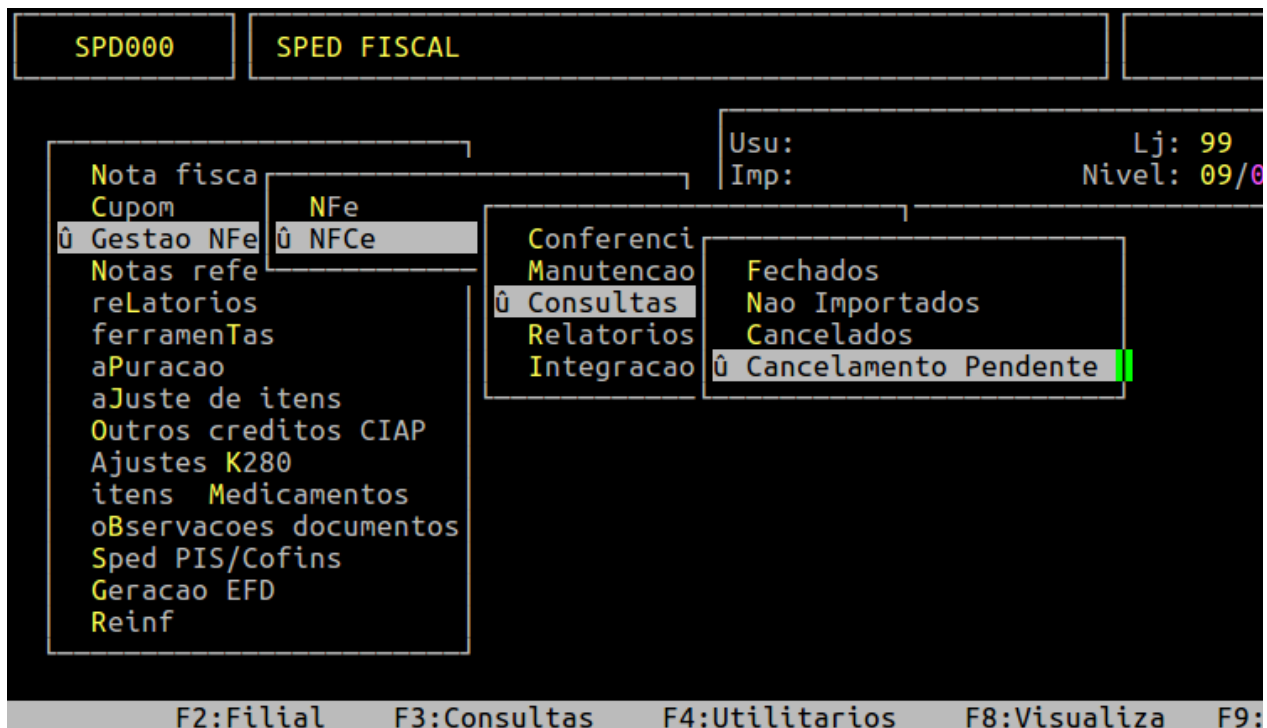 SPD000 SPED FISCAL
Usu: Lj: 99
Nota fisca Imp: Nivel: 09/0
Cupom NFe
û Gestao NFe û NFCe Conferenci
Notas refe Manutencao Fechados
reLatorios û Consultas Nao Importados
ferramenTas Relatorios Cancelados
aPuracao Integracao û Cancelamento Pendente
aJuste de itens
Outros creditos CIAP
Ajustes K280
itens Medicamentos
oBservacoes documentos
Sped PIS/Cofins
Geracao EFD
Reinf
F2:Filial F3:Consultas F4:Utilitarios F8:Visualiza F9: